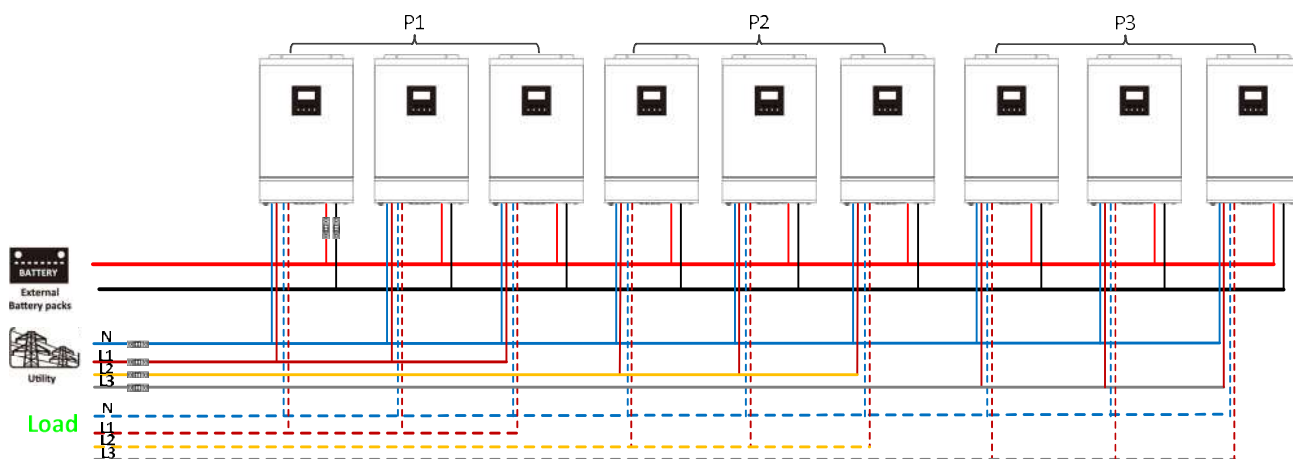 P1
P2
P3
BATTERY
External
Battery packs
N
L1
L2
L3
Utility
N
Load
L1
L2
L3